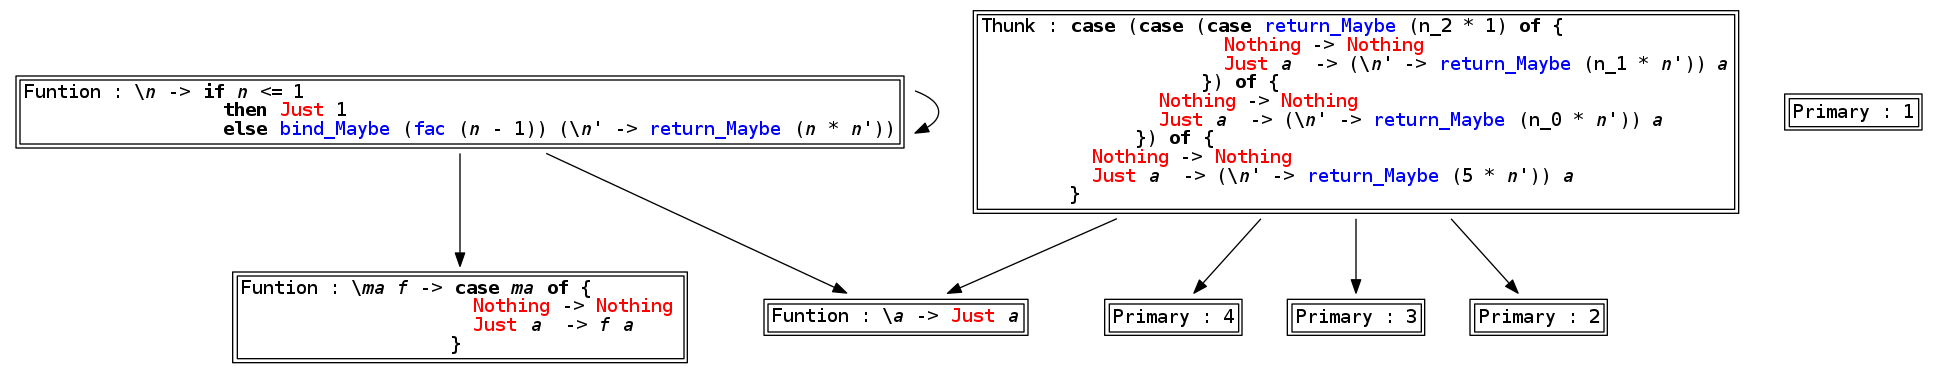 Funtion : \n -> if n <= 1
then Just 1
else bind_Maybe (fac (n - 1)) (\n' -> return_Maybe (n * n'))
Thunk : case (case (case return_Maybe (n_2 * 1) of {
Nothing -> Nothing
Just a  -> (\n' -> return_Maybe (n_1 * n')) a
}) of {
Nothing -> Nothing
Just a  -> (\n' -> return_Maybe (n_0 * n')) a
}) of {
Nothing -> Nothing
Just a  -> (\n' -> return_Maybe (5 * n')) a
}
Primary : 1
Funtion : \ma f -> case ma of {
Nothing -> Nothing
Just a  -> f a
}
Funtion : \a -> Just a
Primary : 4
Primary : 3
Primary : 2